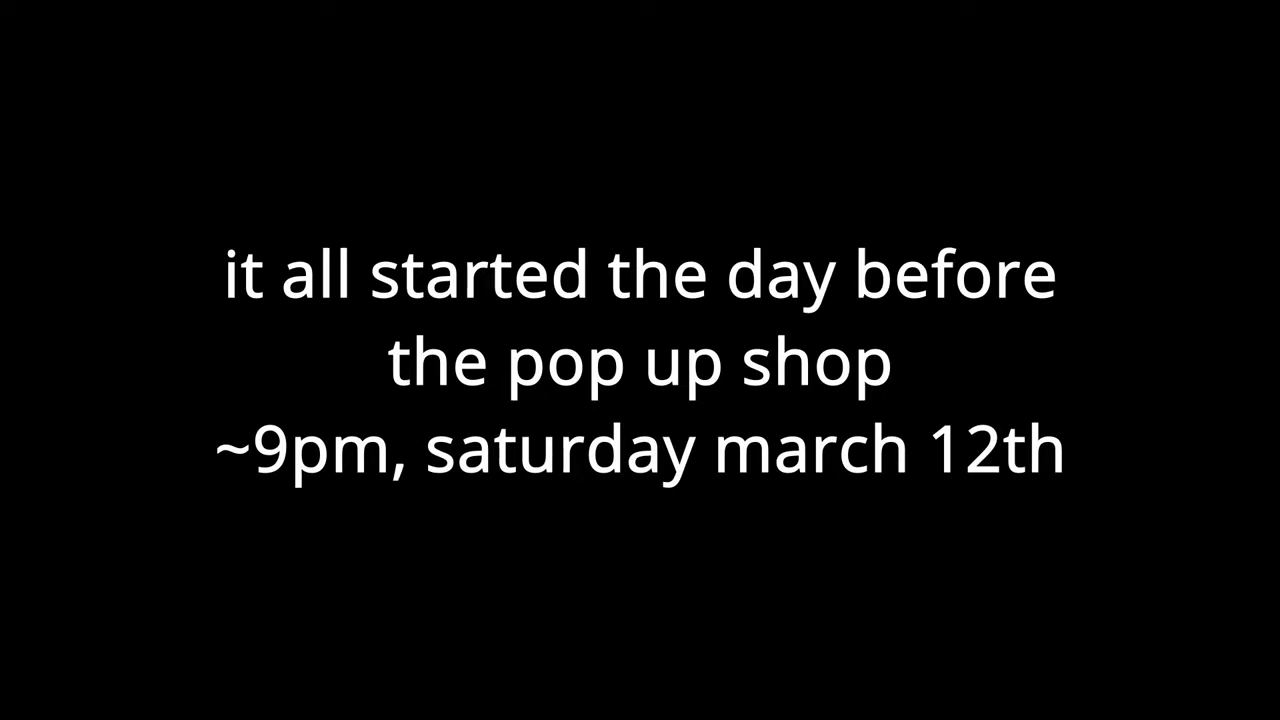 it all started the day before
the pop up shop
~9pm, saturday march 12th